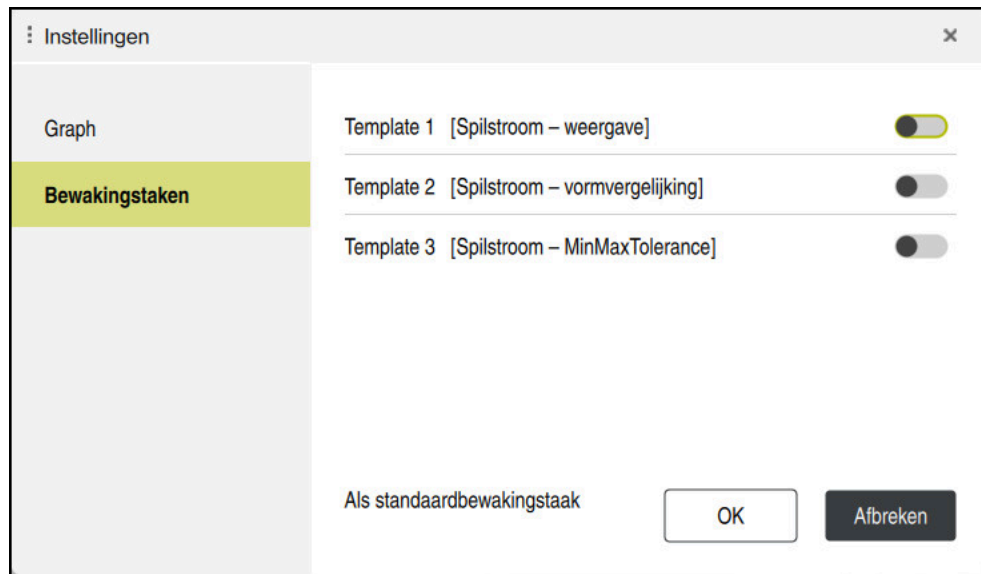 Instellingen
Graph
Bewakingstaken
Template 1 [Spilstroom – weergave]
Template 2 [Spilstroom – vormvergelijking]
Template 3 [Spilstroom – MinMaxTolerance]
Als standaardbewakingstaak
OK
Afbreken